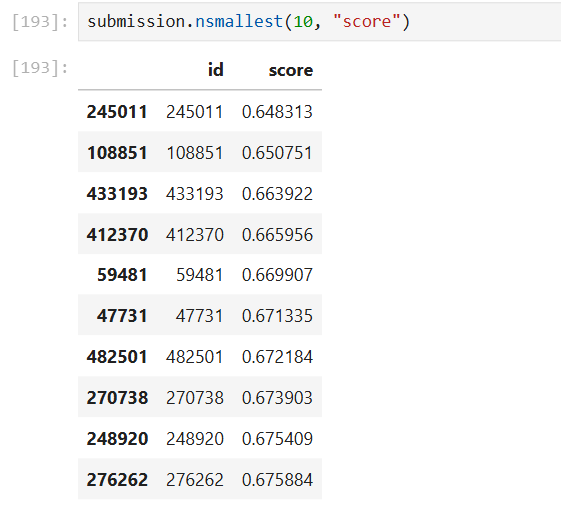 [193]: submission.nsmallest(10, "score")
[193]:
id score
245011 245011 0.648313
108851 108851 0.650751
433193 433193 0.663922
412370 412370 0.665956
59481 59481 0.669907
47731 47731 0.671335
482501 482501 0.672184
270738 270738 0.673903
248920 248920 0.675409
276262 276262 0.675884